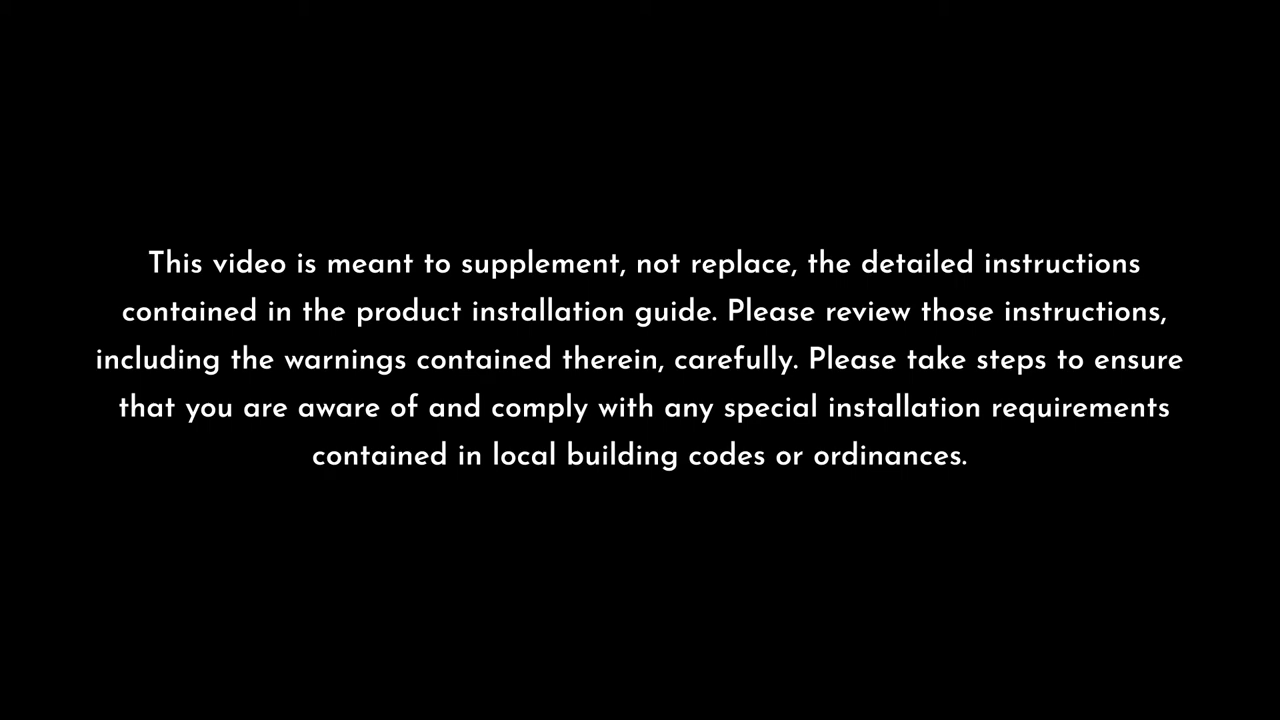 This video is meant to supplement, not replace, the detailed instructions
contained in the product installation guide. Please review those instructions,
including the warnings contained therein, carefully. Please take steps to ensure
that you are aware of and comply with any special installation requirements
contained in local building codes or ordinances.